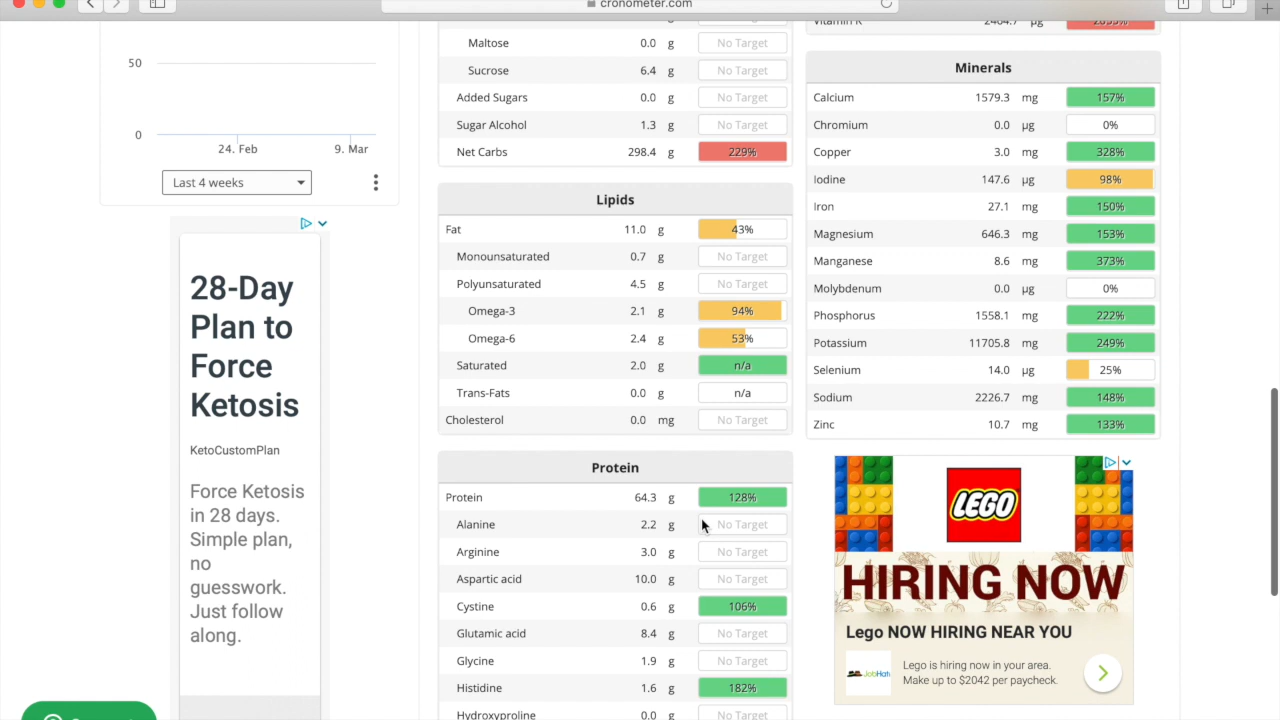 cronometer.com
50
0
24. Feb
9. Mar
Last 4 weeks
28-Day
Plan to
Force
Ketosis
KetoCustomPlan
Force Ketosis
in 28 days.
Simple plan,
no
guesswork.
Just follow
along.
Maltose 0.0 g No Target
Sucrose 6.4 g No Target
Added Sugars 0.0 g No Target
Sugar Alcohol 1.3 g No Target
Net Carbs 298.4 g 229%
Lipids
Fat 11.0 g 43%
Monounsaturated 0.7 g No Target
Polyunsaturated 4.5 g No Target
Omega-3 2.1 g 94%
Omega-6 2.4 g 53%
Saturated 2.0 g n/a
Trans-Fats 0.0 g n/a
Cholesterol 0.0 mg No Target
Protein
Protein 64.3 g 128%
Alanine 2.2 g No Target
Arginine 3.0 g No Target
Aspartic acid 10.0 g No Target
Cystine 0.6 g 106%
Glutamic acid 8.4 g No Target
Glycine 1.9 g No Target
Histidine 1.6 g 182%
Hydroxyproline 0.0 g No Target
Vitamin K µg
Minerals
Calcium 1579.3 mg 157%
Chromium 0.0 µg 0%
Copper 3.0 mg 328%
Iodine 147.6 µg 98%
Iron 27.1 mg 150%
Magnesium 646.3 mg 153%
Manganese 8.6 mg 373%
Molybdenum 0.0 µg 0%
Phosphorus 1558.1 mg 222%
Potassium 11705.8 mg 249%
Selenium 14.0 µg 25%
Sodium 2226.7 mg 148%
Zinc 10.7 mg 133%
LEGO
HIRING NOW
Lego NOW HIRING NEAR YOU
Lego is hiring now in your area.
Make up to $2042 per paycheck.